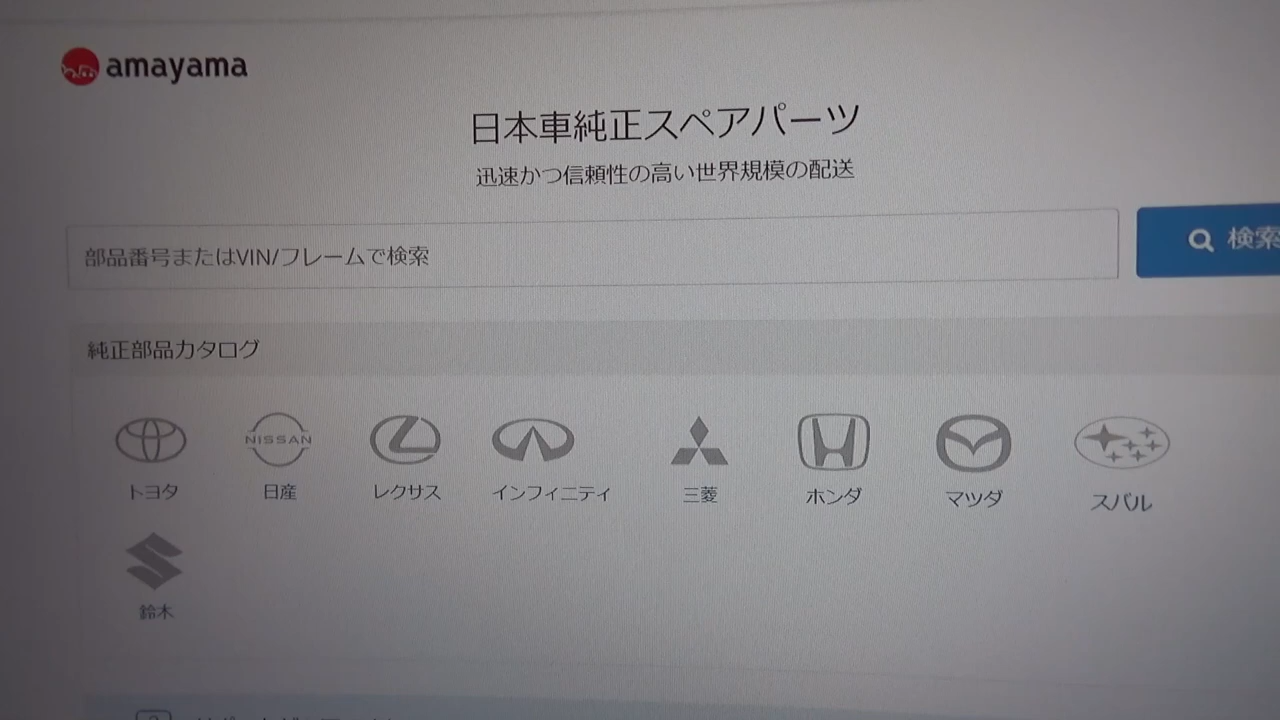 amayama
日本車純正スペアパーツ
迅速かつ信頼性の高い世界規模の配送
部品番号またはVIN/フレームで検索
検索
純正部品カタログ
NISSAN
トヨタ 日産 レクサス インフィニティ 三菱 ホンダ マツダ スバル
鈴木